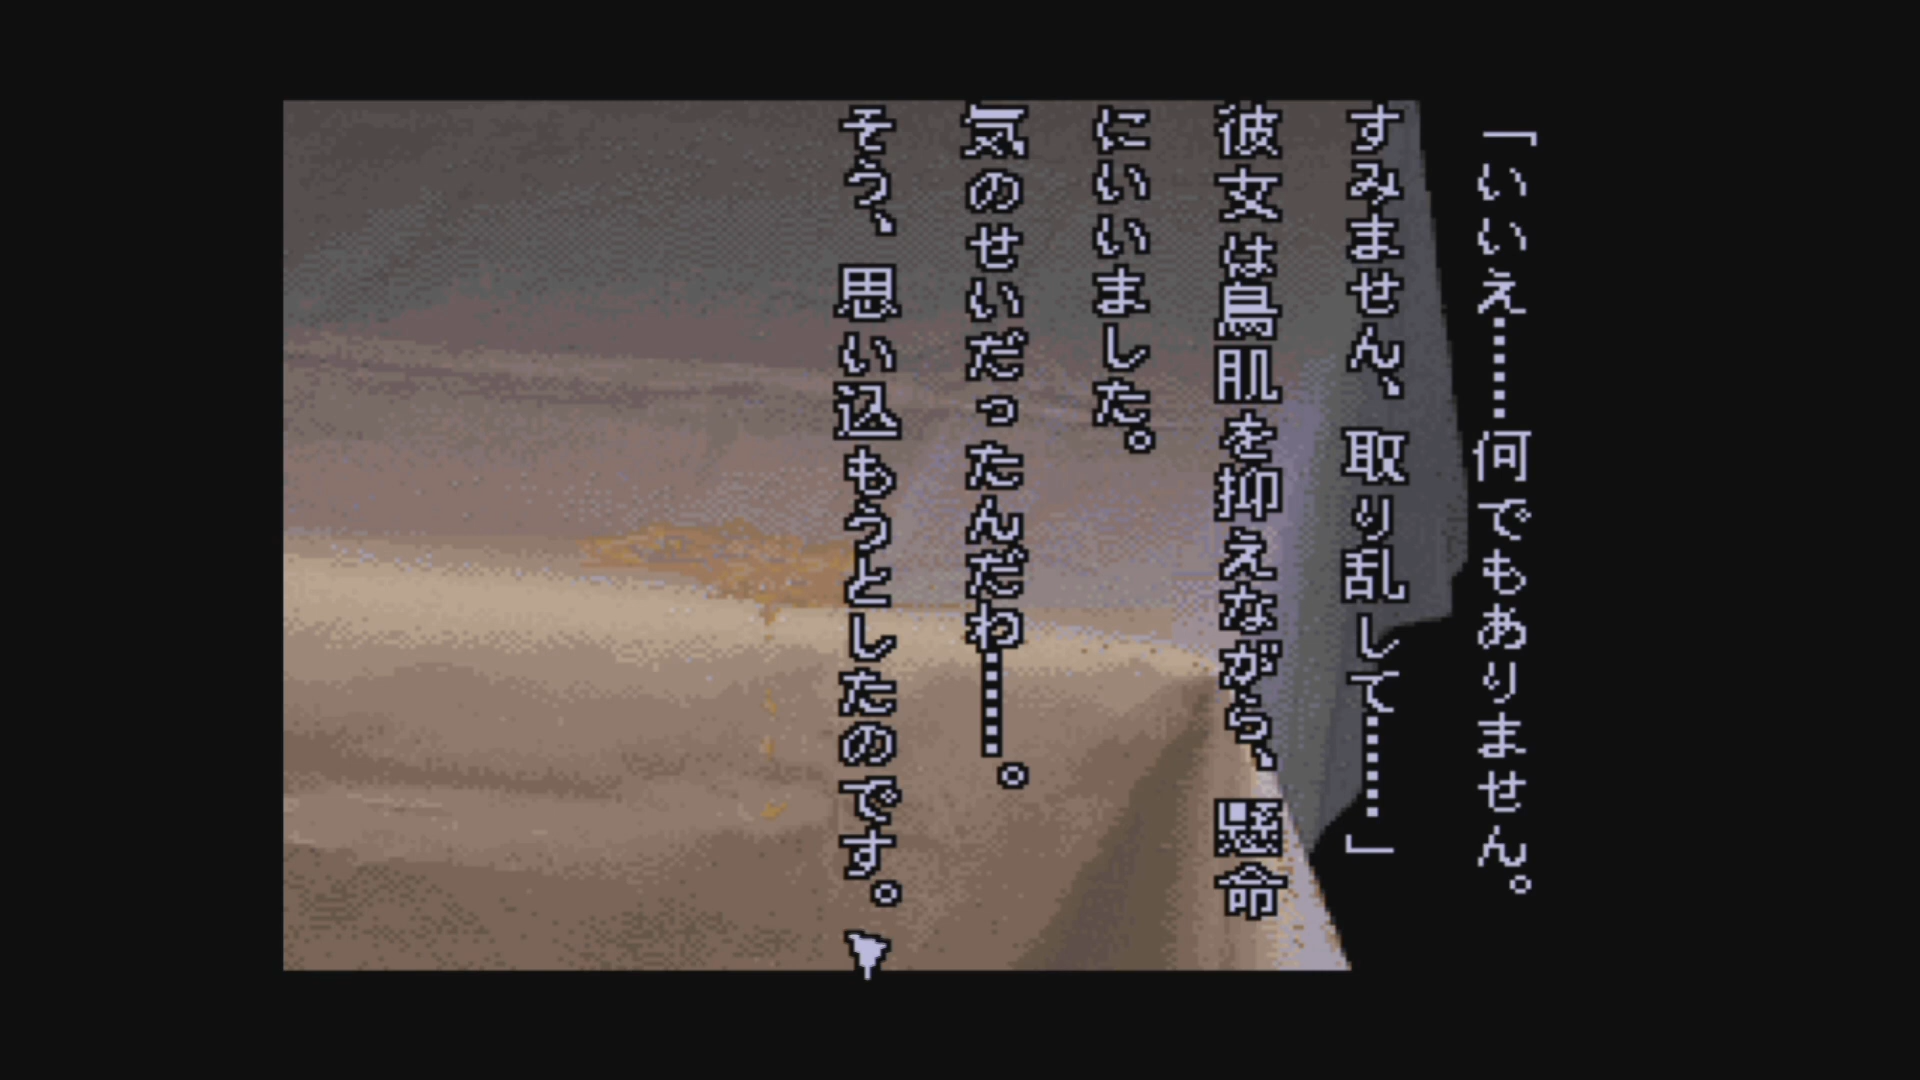 「いいえ……何でもありません。
すみません、取り乱して……」
彼女は鳥肌を抑えながら、懸命
にいいました。
気のせいだったんだわ……。
そう、思い込もうとしたのです。